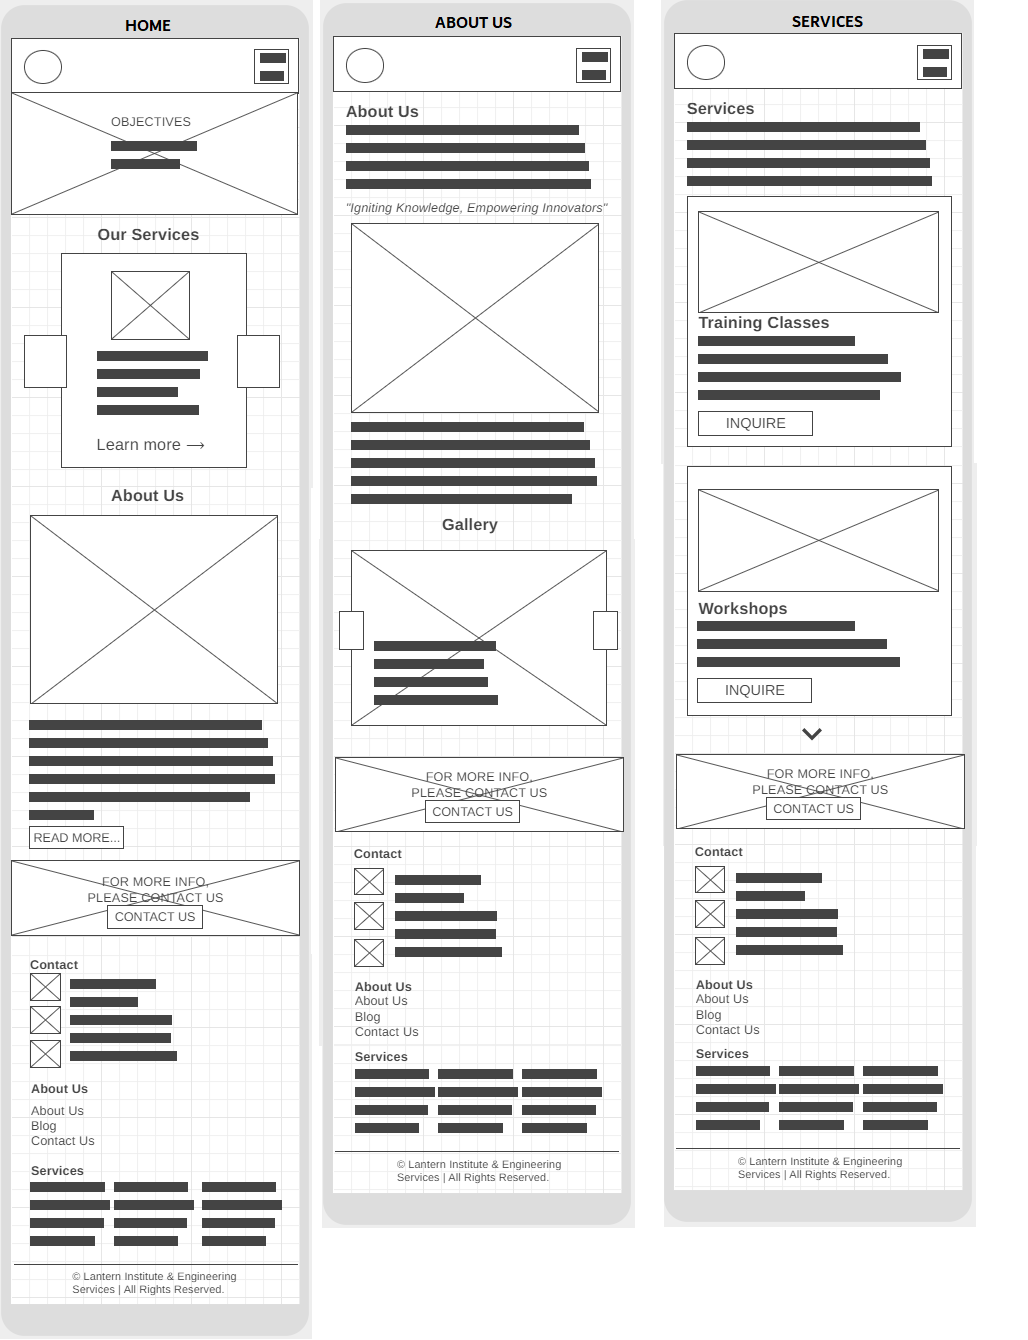 HOME
OBJECTIVES
Our Services
Learn more →
About Us
READ MORE...
FOR MORE INFO,
PLEASE CONTACT US
CONTACT US
Contact
About Us
About Us
Blog
Contact Us
Services
© Lantern Institute & Engineering
Services | All Rights Reserved.
ABOUT US
About Us
"Igniting Knowledge, Empowering Innovators"
Gallery
FOR MORE INFO,
PLEASE CONTACT US
CONTACT US
Contact
About Us
About Us
Blog
Contact Us
Services
© Lantern Institute & Engineering
Services | All Rights Reserved.
SERVICES
Services
Training Classes
INQUIRE
Workshops
INQUIRE
FOR MORE INFO,
PLEASE CONTACT US
CONTACT US
Contact
About Us
About Us
Blog
Contact Us
Services
© Lantern Institute & Engineering
Services | All Rights Reserved.